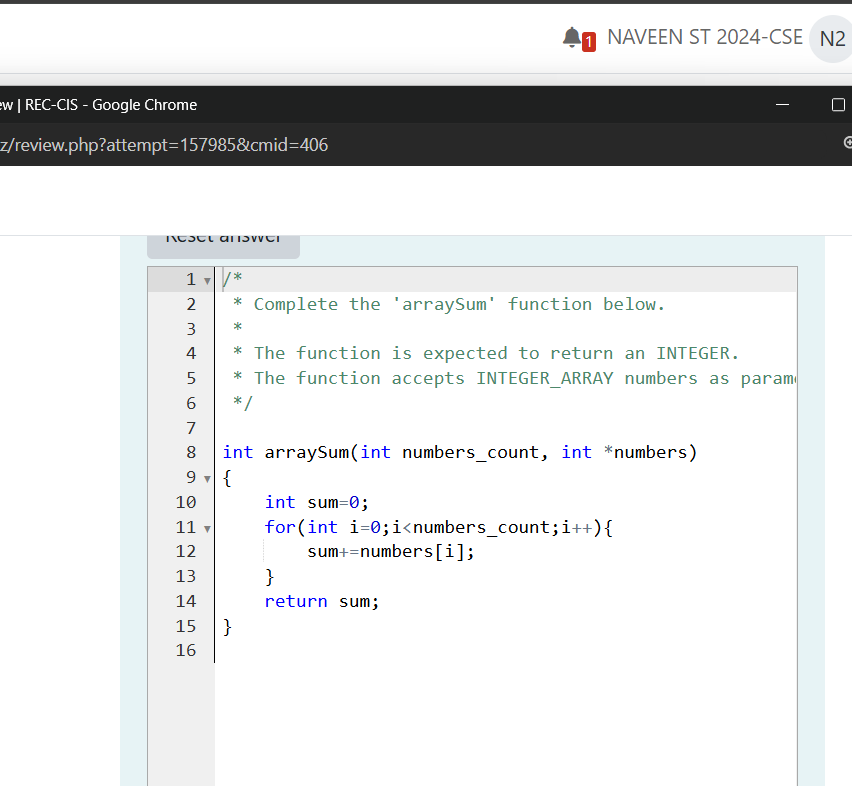 1 NAVEEN ST 2024-CSE N2
ew | REC-CIS - Google Chrome
z/review.php?attempt=157985&cmid=406
Reset answer
1 /*
2  * Complete the 'arraySum' function below.
3  *
4  * The function is expected to return an INTEGER.
5  * The function accepts INTEGER_ARRAY numbers as param
6  */
7
8 int arraySum(int numbers_count, int *numbers)
9 {
10     int sum=0;
11     for(int i=0;i<numbers_count;i++){
12         sum+=numbers[i];
13     }
14     return sum;
15 }
16